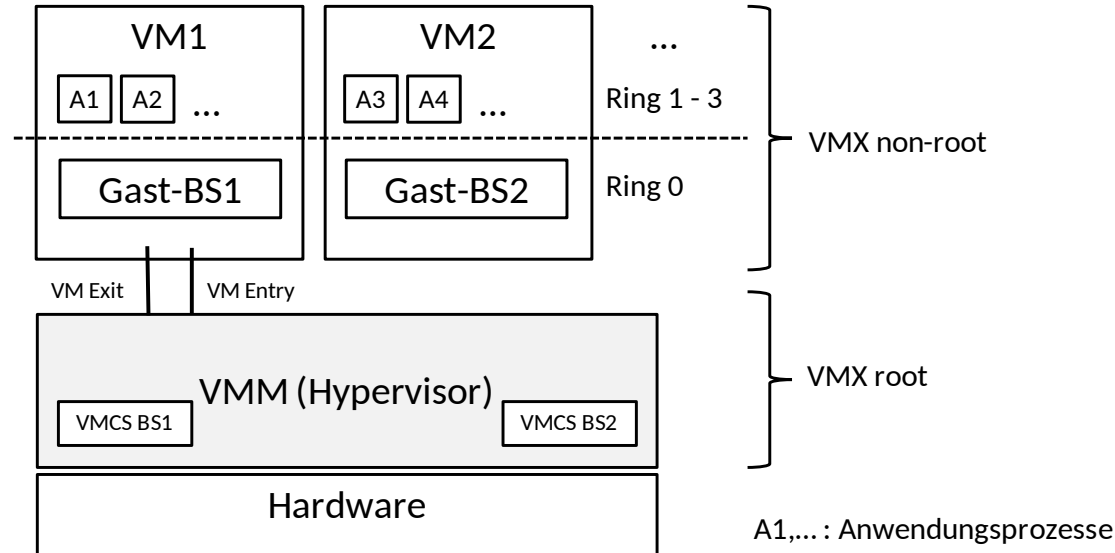 VM1
VM2
...
A1
A2
...
A3
A4
...
Ring 1 - 3
VMX non-root
Gast-BS1
Gast-BS2
Ring 0
VM Exit
VM Entry
VMM (Hypervisor)
VMX root
VMCS BS1
VMCS BS2
Hardware
A1,... : Anwendungsprozesse